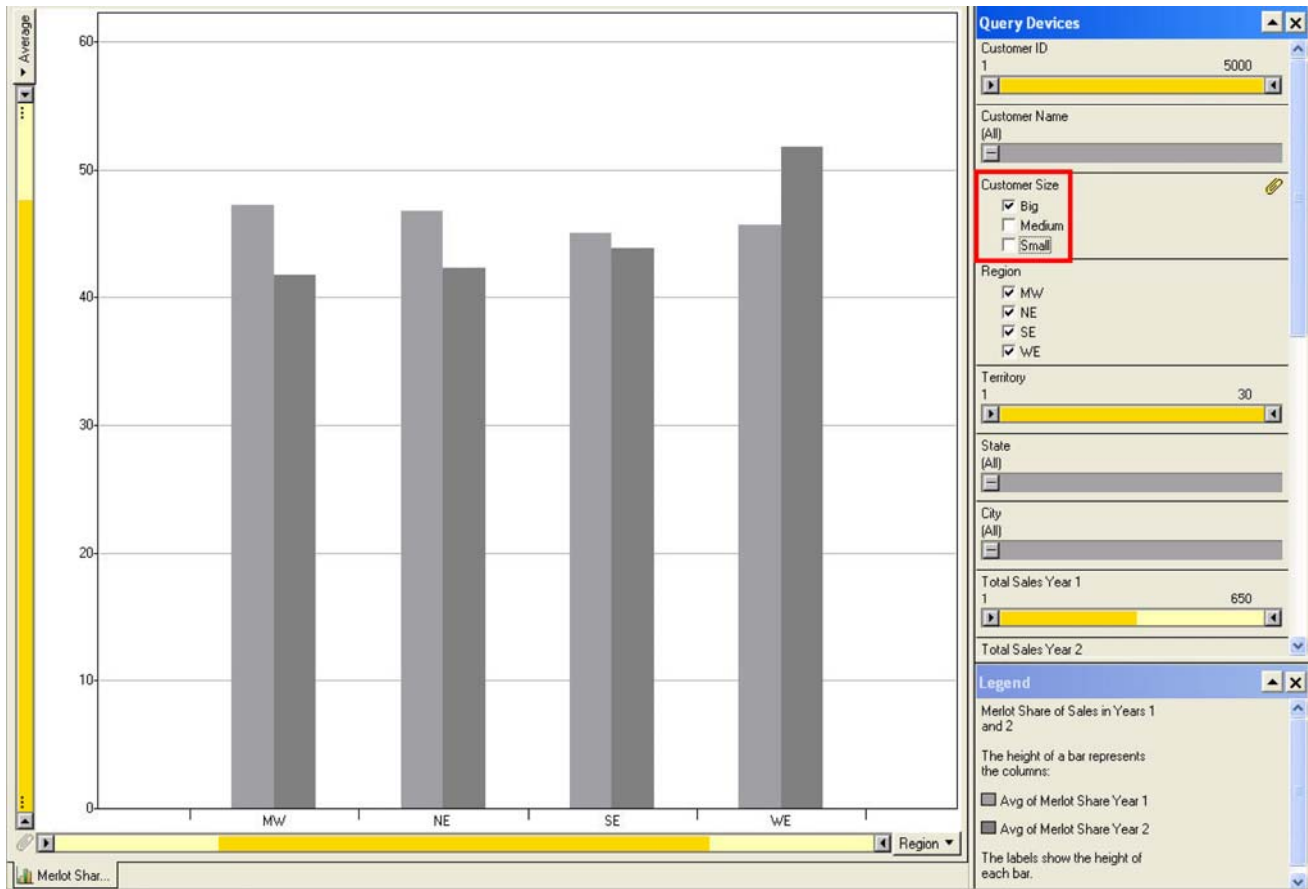 Average
60
50
40
30
20
10
0
MW NE SE WE
Region
Merlot Shar...
Query Devices
Customer ID
1 5000
Customer Name
(All)
Customer Size
Big
Medium
Small
Region
MW
NE
SE
WE
Territory
1 30
State
(All)
City
(All)
Total Sales Year 1
1 650
Total Sales Year 2
Legend
Merlot Share of Sales in Years 1
and 2
The height of a bar represents
the columns:
Avg of Merlot Share Year 1
Avg of Merlot Share Year 2
The labels show the height of
each bar.